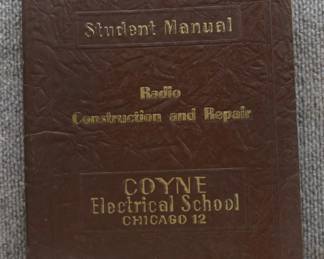 Student Manual
Radio
Construction and Repair
COYNE
Electrical School
CHICAGO 12